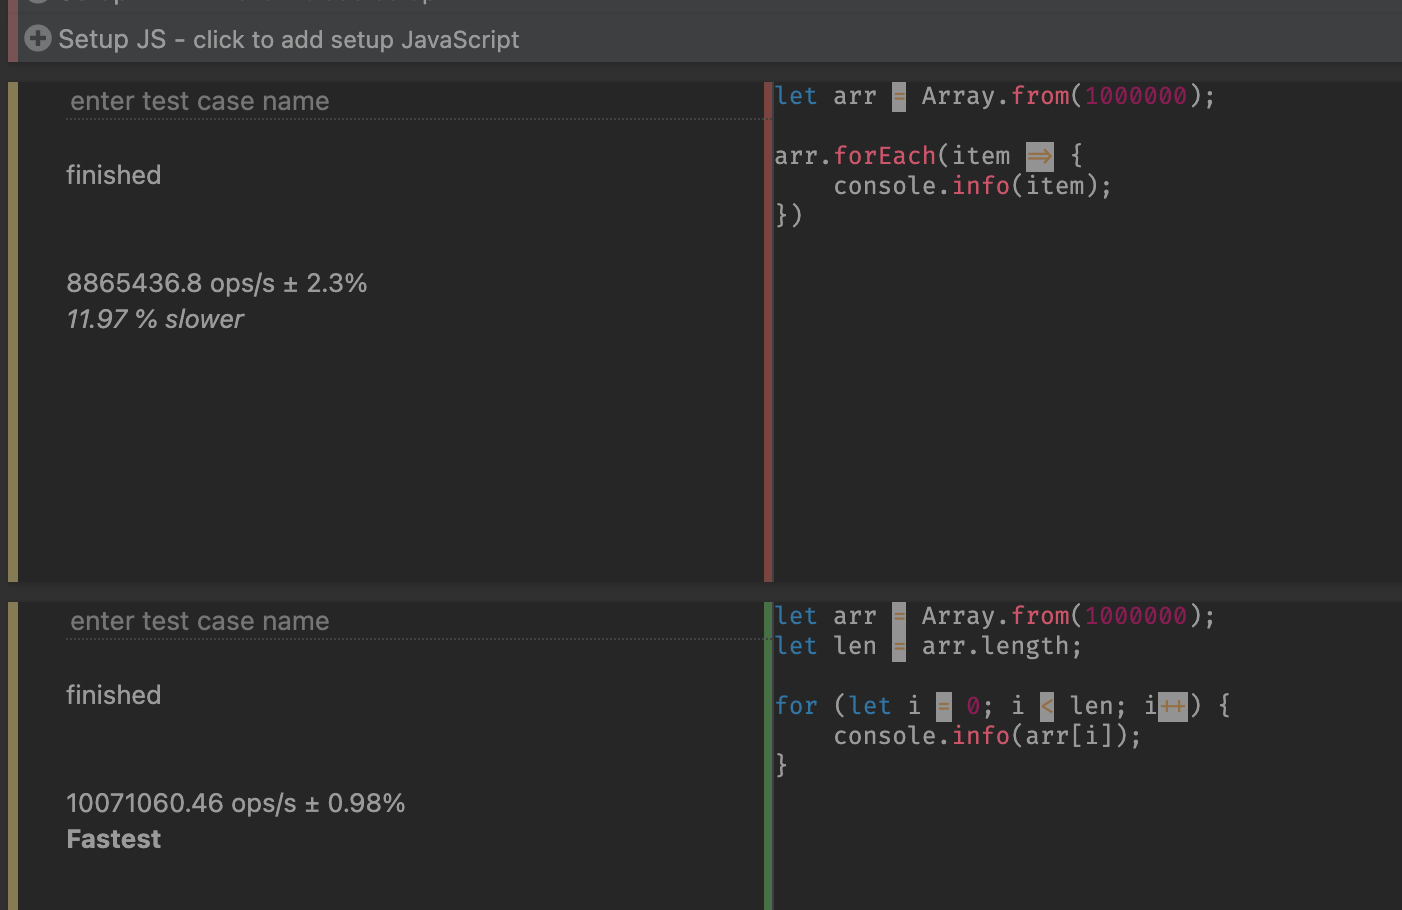 Setup JS - click to add setup JavaScript
enter test case name
finished
8865436.8 ops/s ± 2.3%
11.97 % slower
let arr = Array.from(1000000);
arr.forEach(item => {
    console.info(item);
})
enter test case name
finished
10071060.46 ops/s ± 0.98%
Fastest
let arr = Array.from(1000000);
let len = arr.length;
for (let i = 0; i < len; i++) {
    console.info(arr[i]);
}